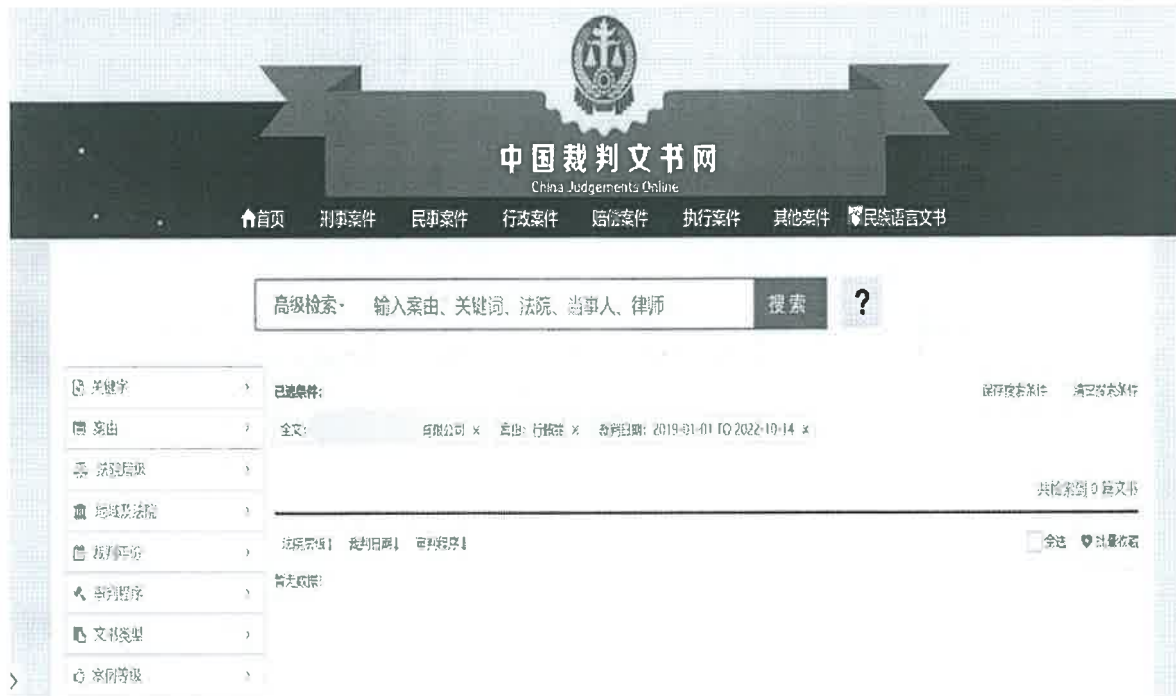 中国裁判文书网
China Judgements Online
首页 刑事案件 民事案件 行政案件 赔偿案件 执行案件 其他案件 民族语言文书
高级检索 输入案由、关键词、法院、当事人、律师 搜索 ?
关键字
案由
法院层级
地域及法院
裁判年份
审判程序
文书类型
案例等级
已选条件: 保存搜索条件 清空搜索条件
全文: 有限公司 × 案由: 行贿罪 × 裁判日期: 2019-01-01 TO 2022-10-14 ×
共检索到 0 篇文书
法院层级 裁判日期 审判程序 全选 批量收藏
暂无数据!